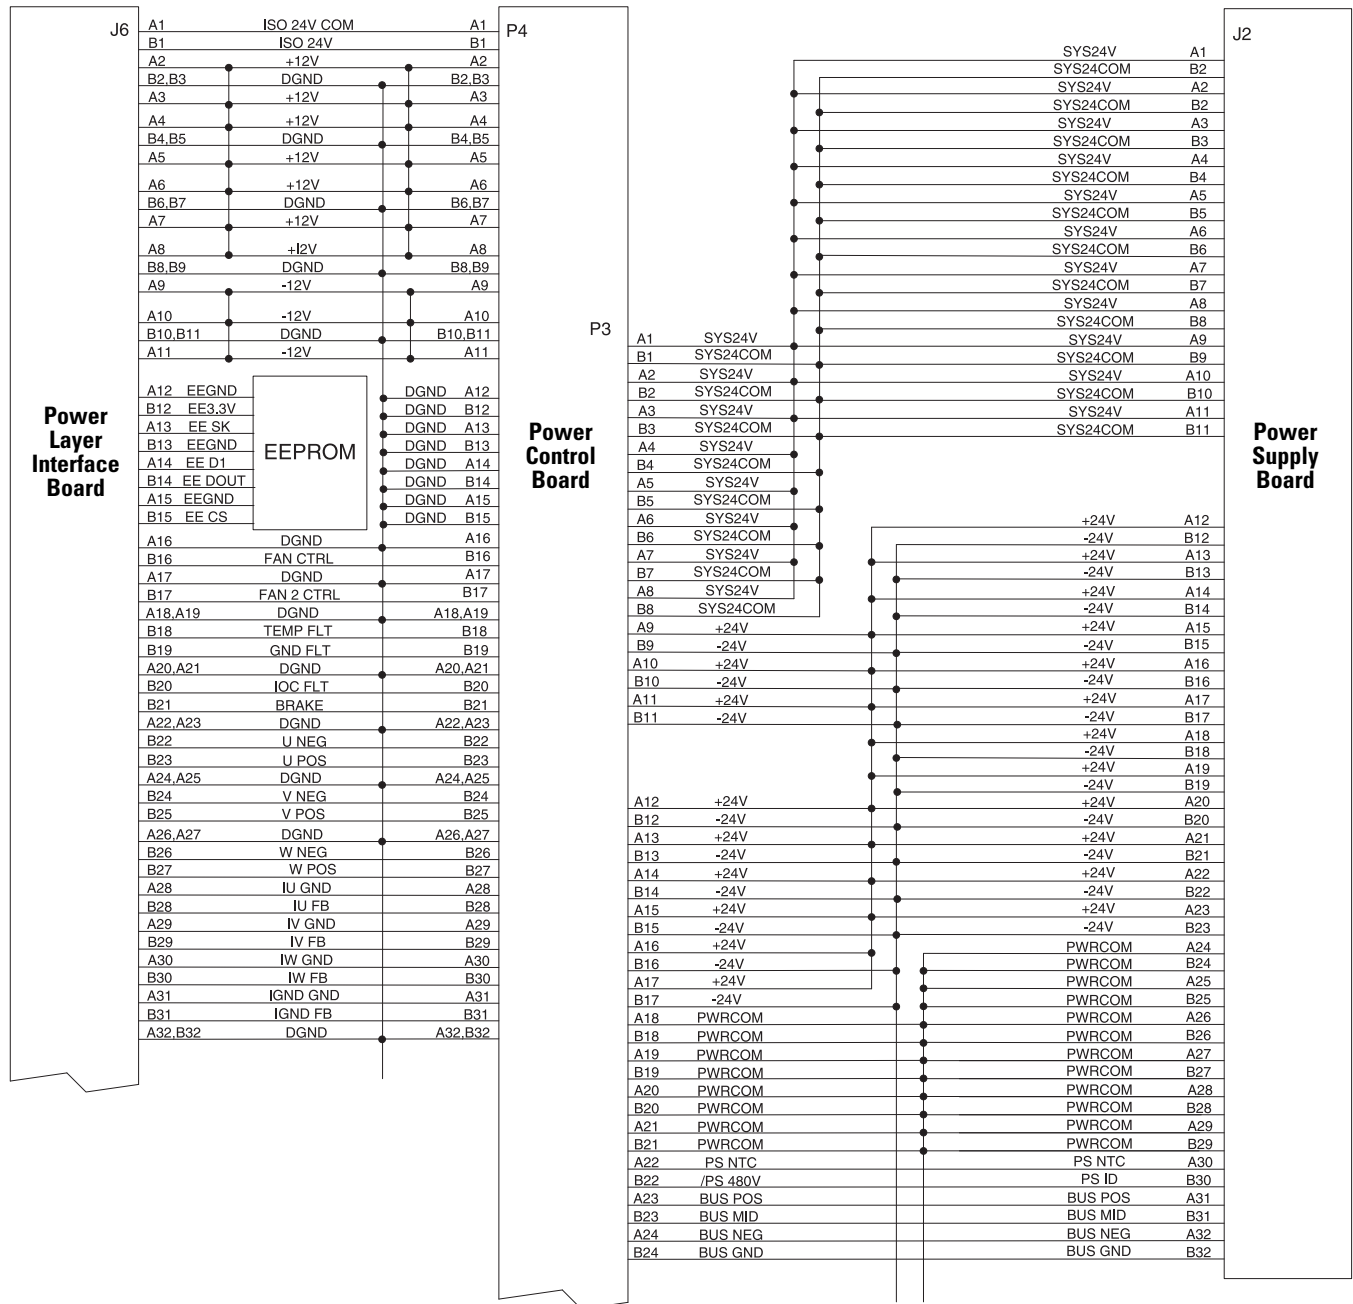 J6
P4
A1 ISO 24V COM A1
B1 ISO 24V B1
A2 +12V A2
B2,B3 DGND B2,B3
A3 +12V A3
A4 +12V A4
B4,B5 DGND B4,B5
A5 +12V A5
A6 +12V A6
B6,B7 DGND B6,B7
A7 +12V A7
A8 +I2V A8
B8,B9 DGND B8,B9
A9 -12V A9
A10 -12V A10
B10,B11 DGND B10,B11
A11 -12V A11
A12 EEGND DGND A12
B12 EE3.3V DGND B12
A13 EE SK DGND A13
B13 EEGND DGND B13
A14 EE D1 DGND A14
B14 EE DOUT DGND B14
A15 EEGND DGND A15
B15 EE CS DGND B15
EEPROM
A16 DGND A16
B16 FAN CTRL B16
A17 DGND A17
B17 FAN 2 CTRL B17
A18,A19 DGND A18,A19
B18 TEMP FLT B18
B19 GND FLT B19
A20,A21 DGND A20,A21
B20 IOC FLT B20
B21 BRAKE B21
A22,A23 DGND A22,A23
B22 U NEG B22
B23 U POS B23
A24,A25 DGND A24,A25
B24 V NEG B24
B25 V POS B25
A26,A27 DGND A26,A27
B26 W NEG B26
B27 W POS B27
A28 IU GND A28
B28 IU FB B28
A29 IV GND A29
B29 IV FB B29
A30 IW GND A30
B30 IW FB B30
A31 IGND GND A31
B31 IGND FB B31
A32,B32 DGND A32,B32
Power
Layer
Interface
Board
Power
Control
Board
P3
A1 SYS24V
B1 SYS24COM
A2 SYS24V
B2 SYS24COM
A3 SYS24V
B3 SYS24COM
A4 SYS24V
B4 SYS24COM
A5 SYS24V
B5 SYS24COM
A6 SYS24V
B6 SYS24COM
A7 SYS24V
B7 SYS24COM
A8 SYS24V
B8 SYS24COM
A9 +24V
B9 -24V
A10 +24V
B10 -24V
A11 +24V
B11 -24V
A12 +24V
B12 -24V
A13 +24V
B13 -24V
A14 +24V
B14 -24V
A15 +24V
B15 -24V
A16 +24V
B16 -24V
A17 +24V
B17 -24V
A18 PWRCOM
B18 PWRCOM
A19 PWRCOM
B19 PWRCOM
A20 PWRCOM
B20 PWRCOM
A21 PWRCOM
B21 PWRCOM
A22 PS NTC
B22 /PS 480V
A23 BUS POS
B23 BUS MID
A24 BUS NEG
B24 BUS GND
J2
SYS24V A1
SYS24COM B2
SYS24V A2
SYS24COM B2
SYS24V A3
SYS24COM B3
SYS24V A4
SYS24COM B4
SYS24V A5
SYS24COM B5
SYS24V A6
SYS24COM B6
SYS24V A7
SYS24COM B7
SYS24V A8
SYS24COM B8
SYS24V A9
SYS24COM B9
SYS24V A10
SYS24COM B10
SYS24V A11
SYS24COM B11
+24V A12
-24V B12
+24V A13
-24V B13
+24V A14
-24V B14
+24V A15
-24V B15
+24V A16
-24V B16
+24V A17
-24V B17
+24V A18
-24V B18
+24V A19
-24V B19
+24V A20
-24V B20
+24V A21
-24V B21
+24V A22
-24V B22
+24V A23
-24V B23
PWRCOM A24
PWRCOM B24
PWRCOM A25
PWRCOM B25
PWRCOM A26
PWRCOM B26
PWRCOM A27
PWRCOM B27
PWRCOM A28
PWRCOM B28
PWRCOM A29
PWRCOM B29
PS NTC A30
PS ID B30
BUS POS A31
BUS MID B31
BUS NEG A32
BUS GND B32
Power
Supply
Board